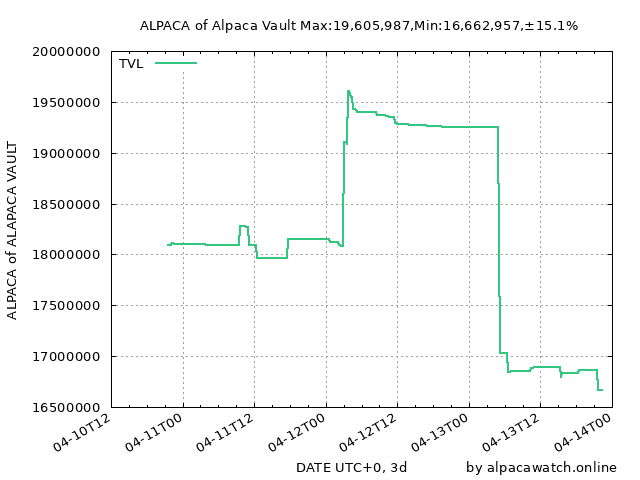 ALPACA of Alpaca Vault Max:19,605,987,Min:16,662,957,±15.1%
TVL
20000000
19500000
19000000
18500000
18000000
17500000
17000000
16500000
ALPACA of ALAPACA VAULT
04-10T12
04-11T00
04-11T12
04-12T00
04-12T12
04-13T00
04-13T12
04-14T00
DATE UTC+0, 3d
by alpacawatch.online